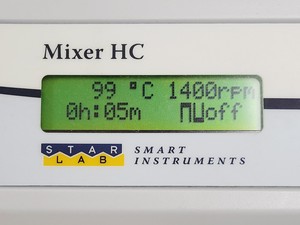 Mixer HC
99 °C 1400rpm
0h:05m ⊓⊔off
STAR LAB
SMART INSTRUMENTS